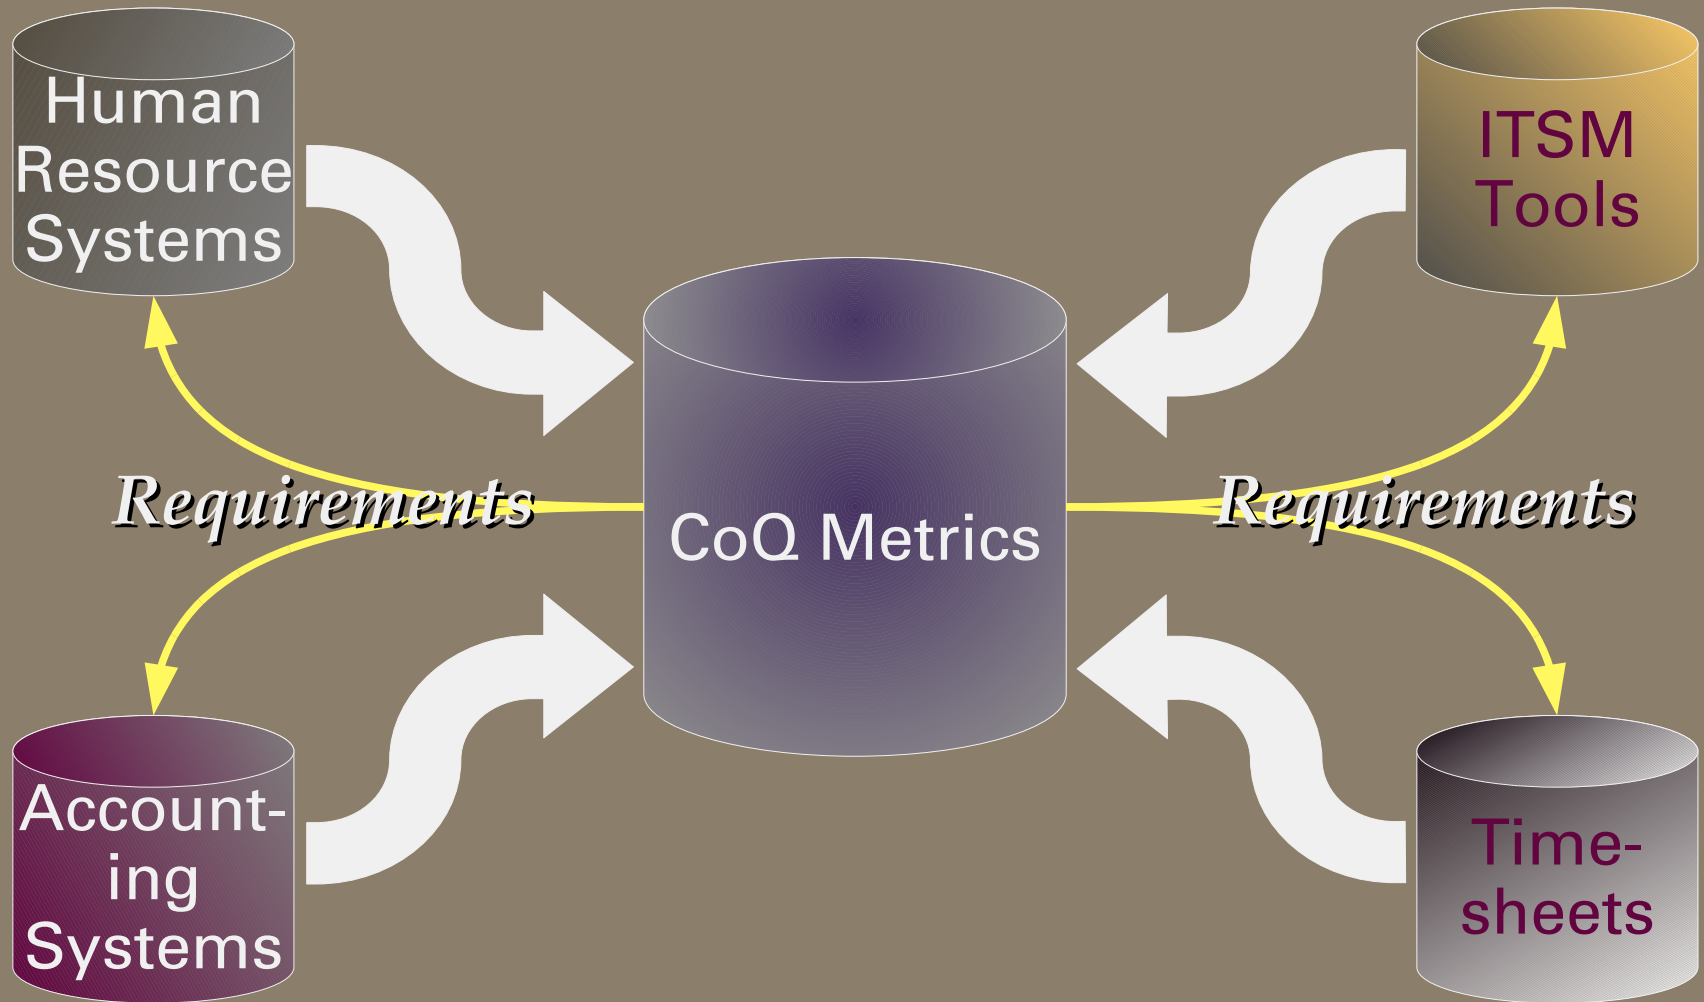 Human
Resource
Systems
ITSM
Tools
Requirements
CoQ Metrics
Requirements
Account-
ing
Systems
Time-
sheets